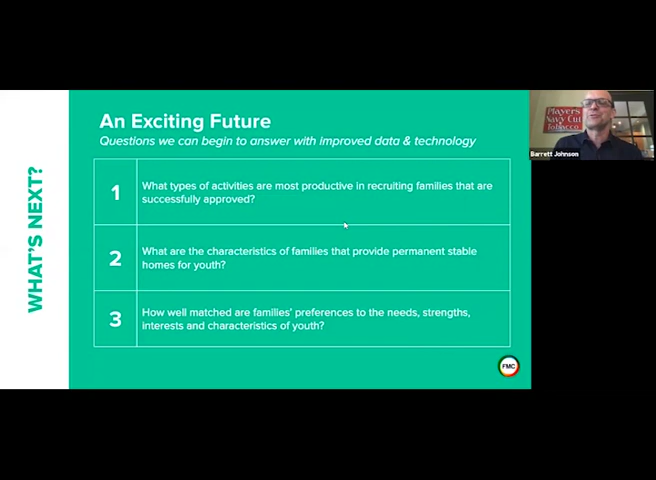 WHAT'S NEXT?
An Exciting Future
Questions we can begin to answer with improved data & technology
1
What types of activities are most productive in recruiting families that are
successfully approved?
2
What are the characteristics of families that provide permanent stable
homes for youth?
3
How well matched are families' preferences to the needs, strengths,
interests and characteristics of youth?
FMC
Players
Navy Cut
Tobacco
Barrett Johnson